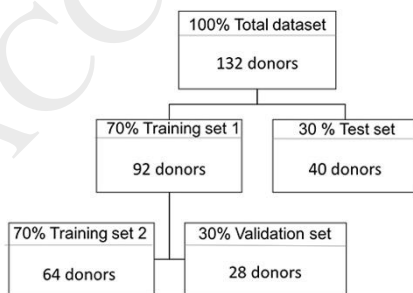 100% Total dataset
132 donors
70% Training set 1
92 donors
30 % Test set
40 donors
70% Training set 2
64 donors
30% Validation set
28 donors